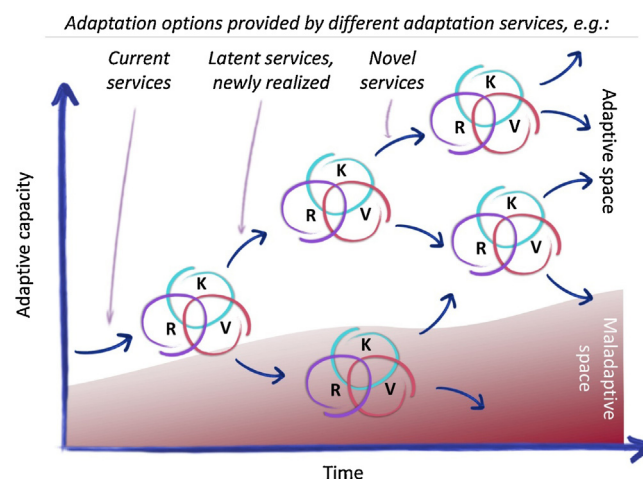 Adaptation options provided by different adaptation services, e.g.:
Current
services
Latent services,
newly realized
Novel
services
Adaptive capacity
K
R
V
K
R
V
K
R
V
K
R
V
K
R
V
Adaptive
space
Maladaptive
space
Time